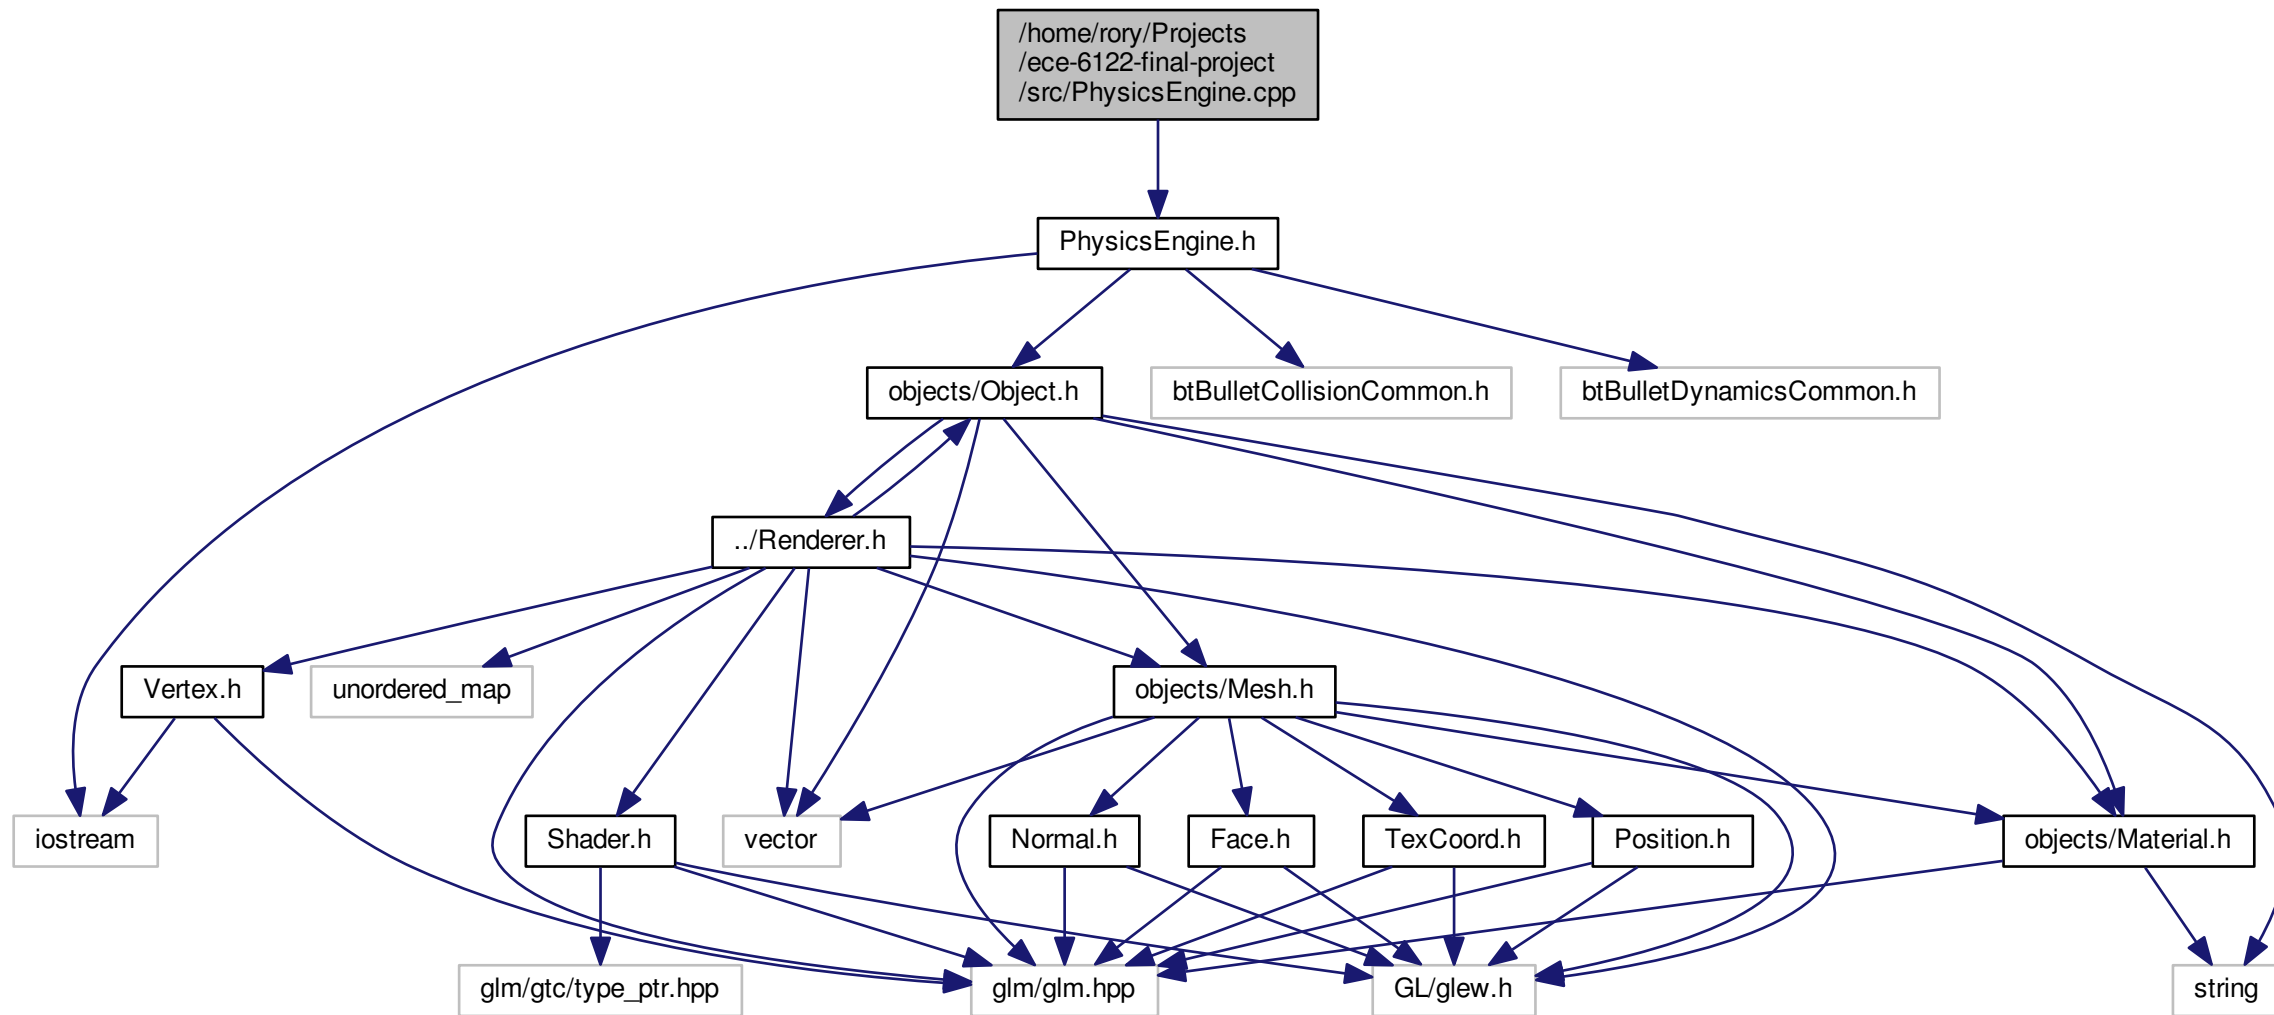 /home/rory/Projects
/ece-6122-final-project
/src/PhysicsEngine.cpp
PhysicsEngine.h
objects/Object.h
btBulletCollisionCommon.h
btBulletDynamicsCommon.h
../Renderer.h
Vertex.h
unordered_map
objects/Mesh.h
iostream
Shader.h
vector
Normal.h
Face.h
TexCoord.h
Position.h
objects/Material.h
glm/gtc/type_ptr.hpp
glm/glm.hpp
GL/glew.h
string